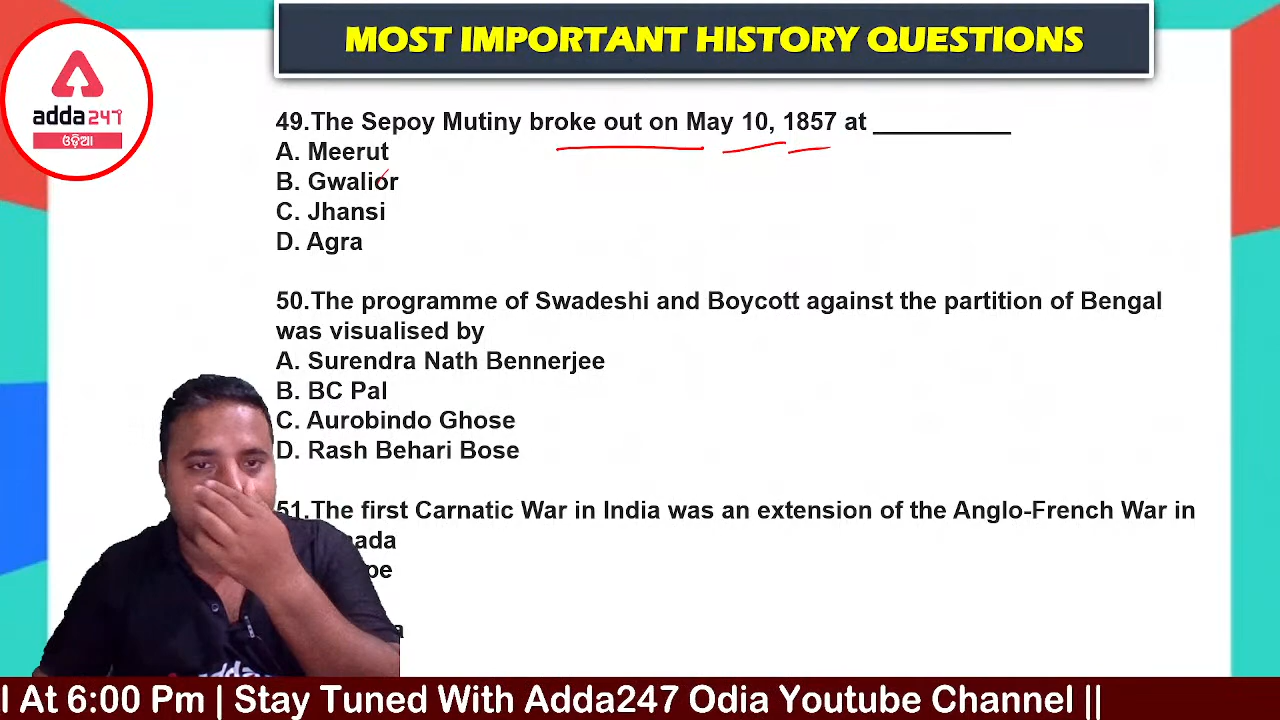 MOST IMPORTANT HISTORY QUESTIONS
adda247
ଓଡ଼ିଆ
49.The Sepoy Mutiny broke out on May 10, 1857 at __________
A. Meerut
B. Gwalior
C. Jhansi
D. Agra
50.The programme of Swadeshi and Boycott against the partition of Bengal
was visualised by
A. Surendra Nath Bennerjee
B. BC Pal
C. Aurobindo Ghose
D. Rash Behari Bose
51.The first Carnatic War in India was an extension of the Anglo-French War in
l At 6:00 Pm | Stay Tuned With Adda247 Odia Youtube Channel ||